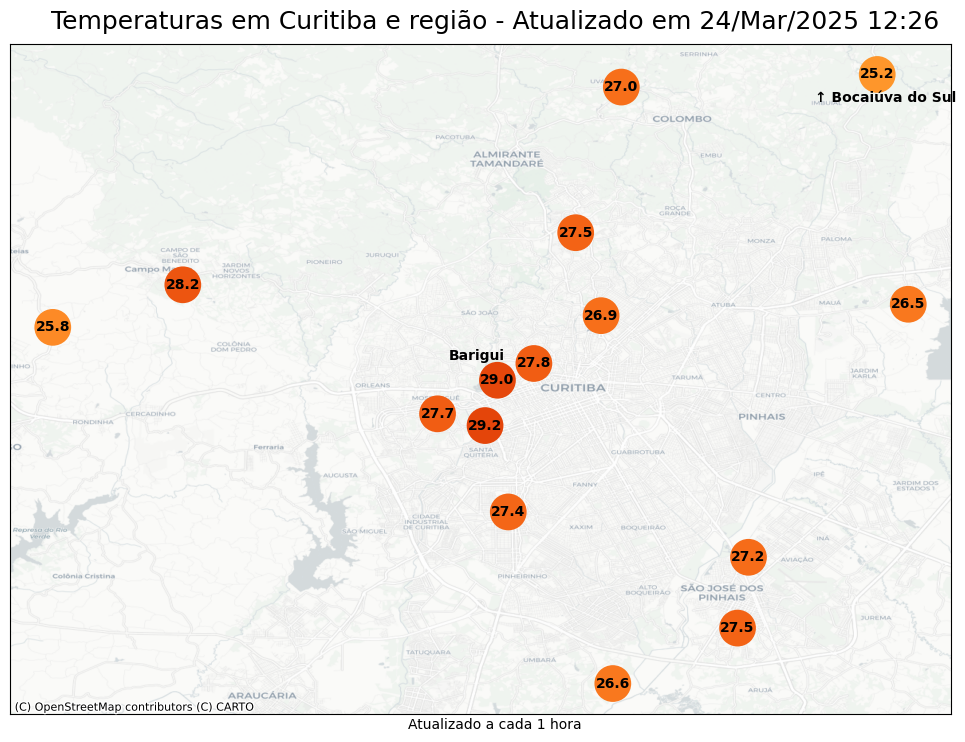 Temperaturas em Curitiba e região - Atualizado em 24/Mar/2025 12:26
SERRINHA
25.2
27.0
↑ Bocaiúva do Sul
COLOMBO
PACOTUBA
ALMIRANTE
TAMANDARÉ
EMBU
ROÇA
GRANDE
27.5
MONZA
PALOMA
CAMPO DE
SÃO
BENEDITO
JURUQUI
PIONEIRO
JARDIM
NOVOS
HORIZONTES
28.2
26.5
MAUÁ
ATUBA
SÃO JOÃO
26.9
25.8
COLÔNIA
DOM PEDRO
Barigui
27.8
29.0
CURITIBA
TARUMÃ
JARDIM
KARLA
ORLEANS
CENTRO
27.7
CERCADINHO
RONDINHA
PINHAIS
29.2
Ferraria
SANTA
QUITÉRIA
GUABIROTUBA
AUGUSTA
IPÊ
FANNY
JARDIM DOS
ESTADOS I
27.4
CIDADE
INDUSTRIAL
DE CURITIBA
SÃO MIGUEL
XAXIM
BOQUEIRÃO
Represa do Rio
Verde
INÁ
27.2
AVIAÇÃO
Colônia Cristina
PINHEIRINHO
ALTO
BOQUEIRÃO
SÃO JOSÉ DOS
PINHAIS
JUREMA
27.5
TATUQUARA
UMBARÁ
26.6
ARUJÁ
ARAUCÁRIA
(C) OpenStreetMap contributors (C) CARTO
Atualizado a cada 1 hora